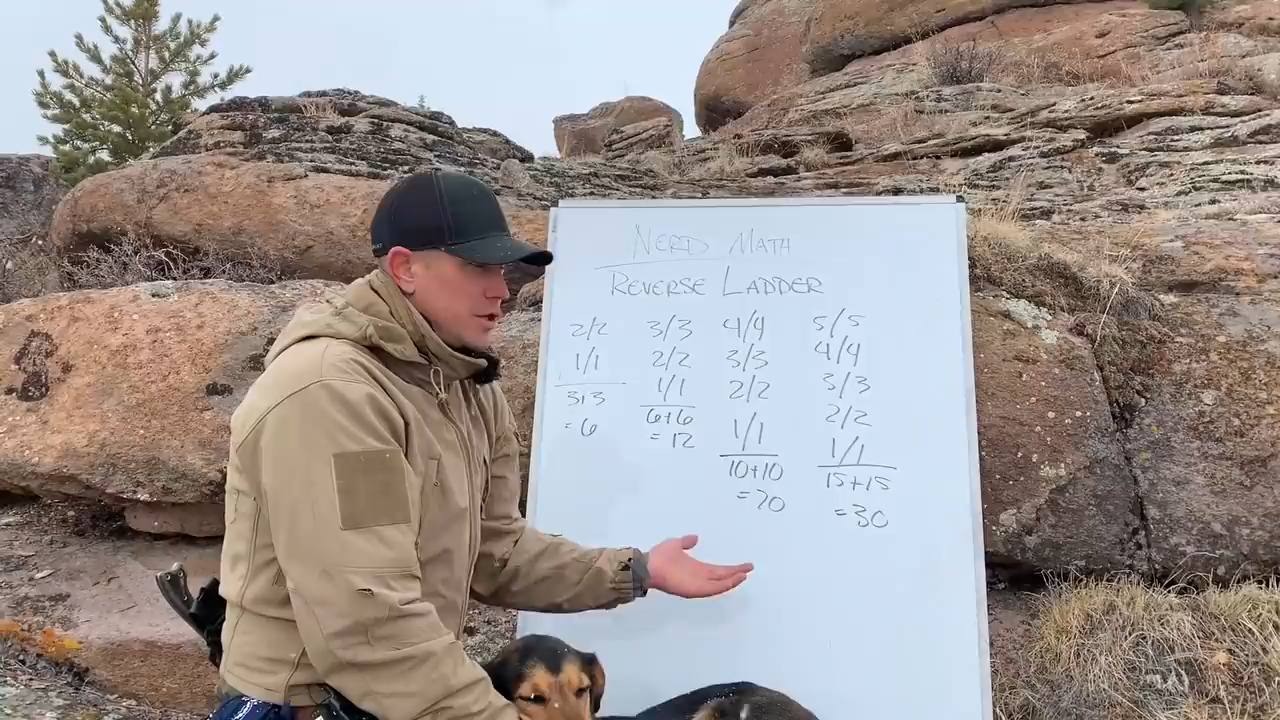 NERD MATH
REVERSE LADDER
2/2 3/3 4/4 5/5
1/1 2/2 3/3 4/4
3+3 1/1 2/2 3/3
=6 6+6 1/1 2/2
=12 10+10 1/1
=20 15+15
=30